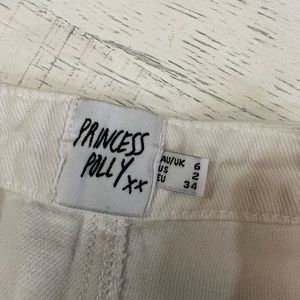 PRINCESS
POLLY xx
AU/UK 6
US 2
EU 34